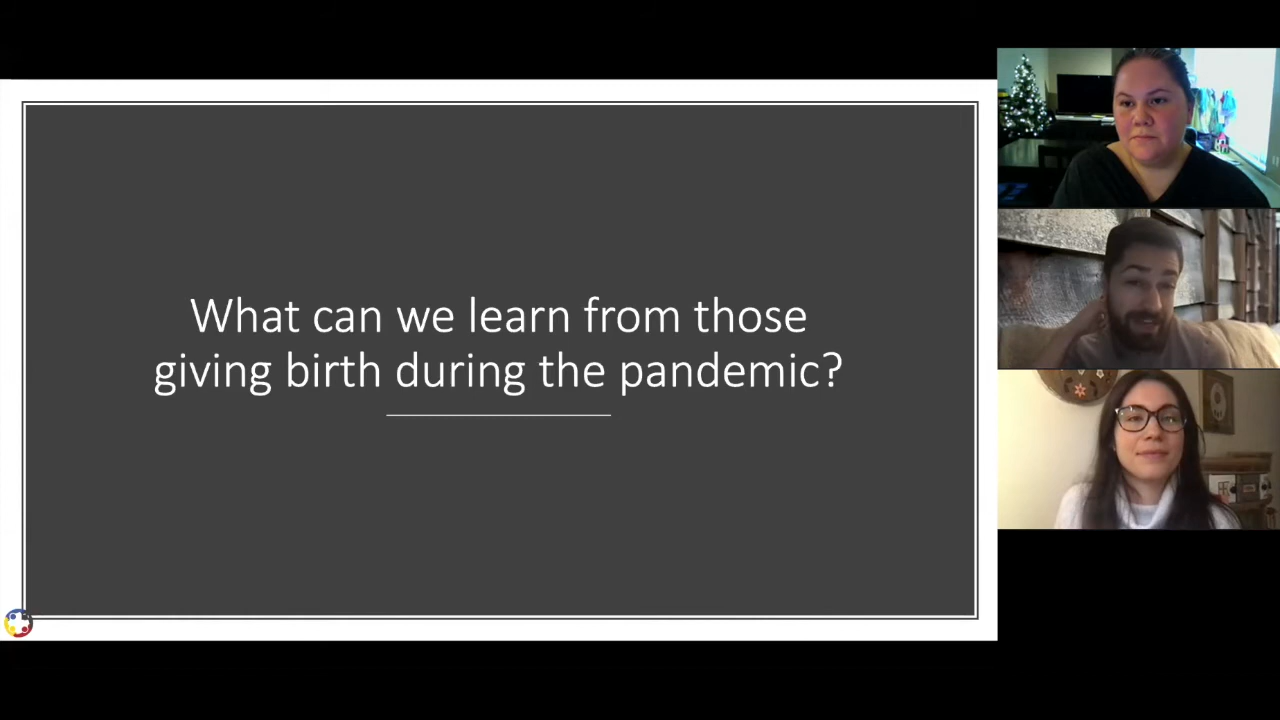 What can we learn from those
giving birth during the pandemic?